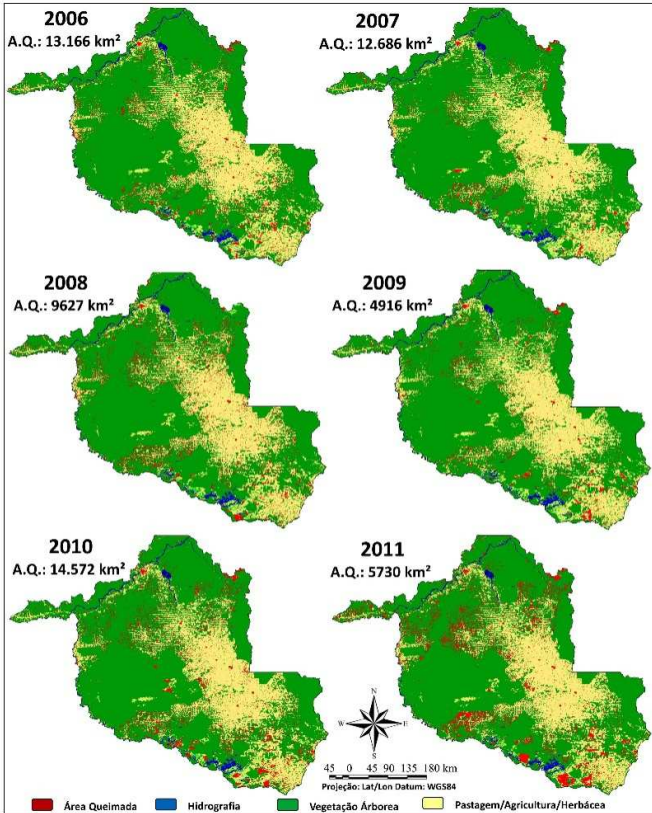 2006
A.Q.: 13.166 km²
2007
A.Q.: 12.686 km²
2008
A.Q.: 9627 km²
2009
A.Q.: 4916 km²
2010
A.Q.: 14.572 km²
2011
A.Q.: 5730 km²
N
W E
S
45 0 45 90 135 180 km
Projeção: Lat/Lon Datum: WGS84
Área Queimada Hidrografia Vegetação Árborea Pastagem/Agricultura/Herbácea